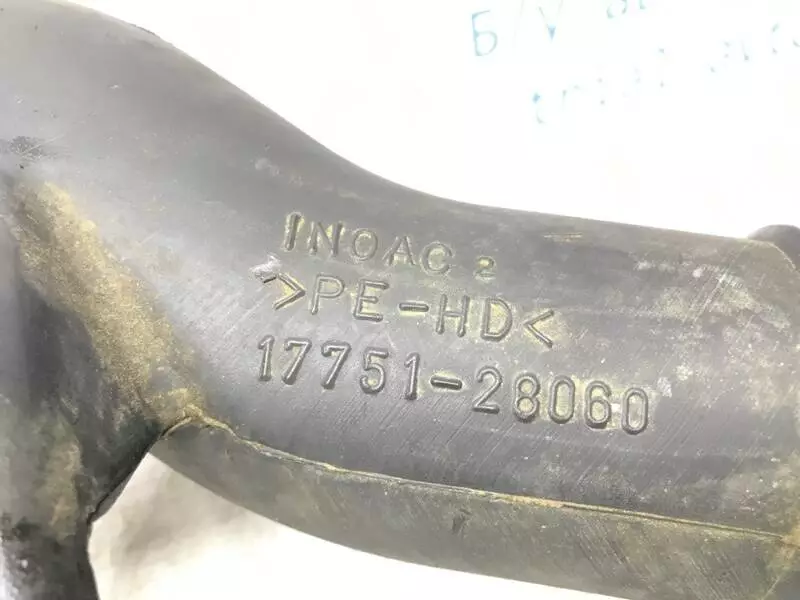 Б/У
INOAC 2
>PE-HD<
17751-28060